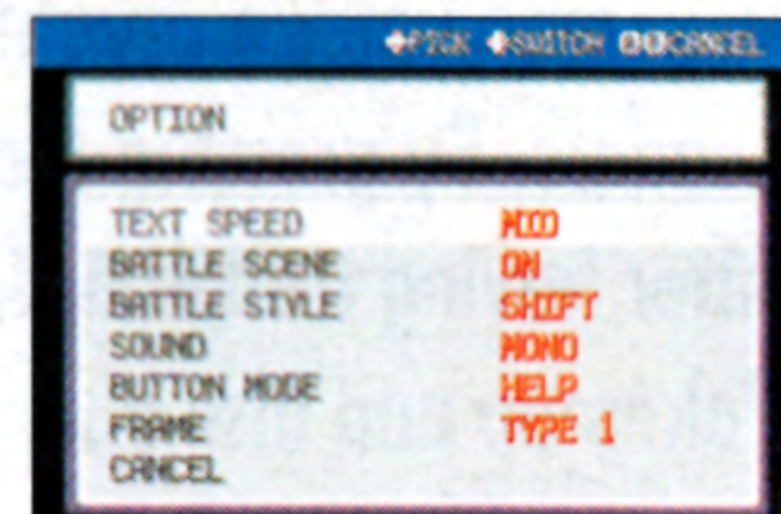 PICK SWITCH CANCEL
OPTION
TEXT SPEED MID
BATTLE SCENE ON
BATTLE STYLE SHIFT
SOUND MONO
BUTTON MODE HELP
FRAME TYPE 1
CANCEL